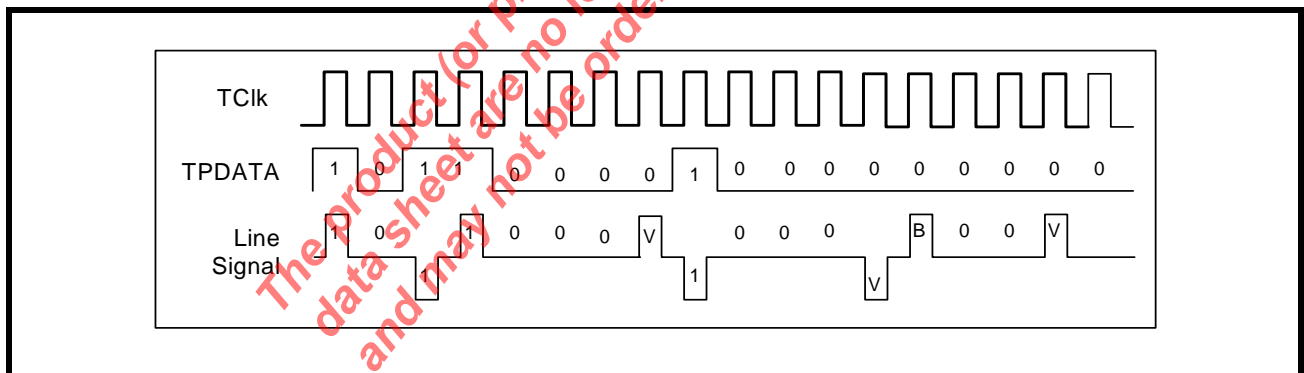 TClk
TPDATA 1 0 1 1 0 0 0 0 1 0 0 0 0 0 0 0 0 0
Line
Signal
1 0 1 1 0 0 0 V 1 0 0 0 V B 0 0 V
The product (or p
data sheet are no lo
and may not be orde